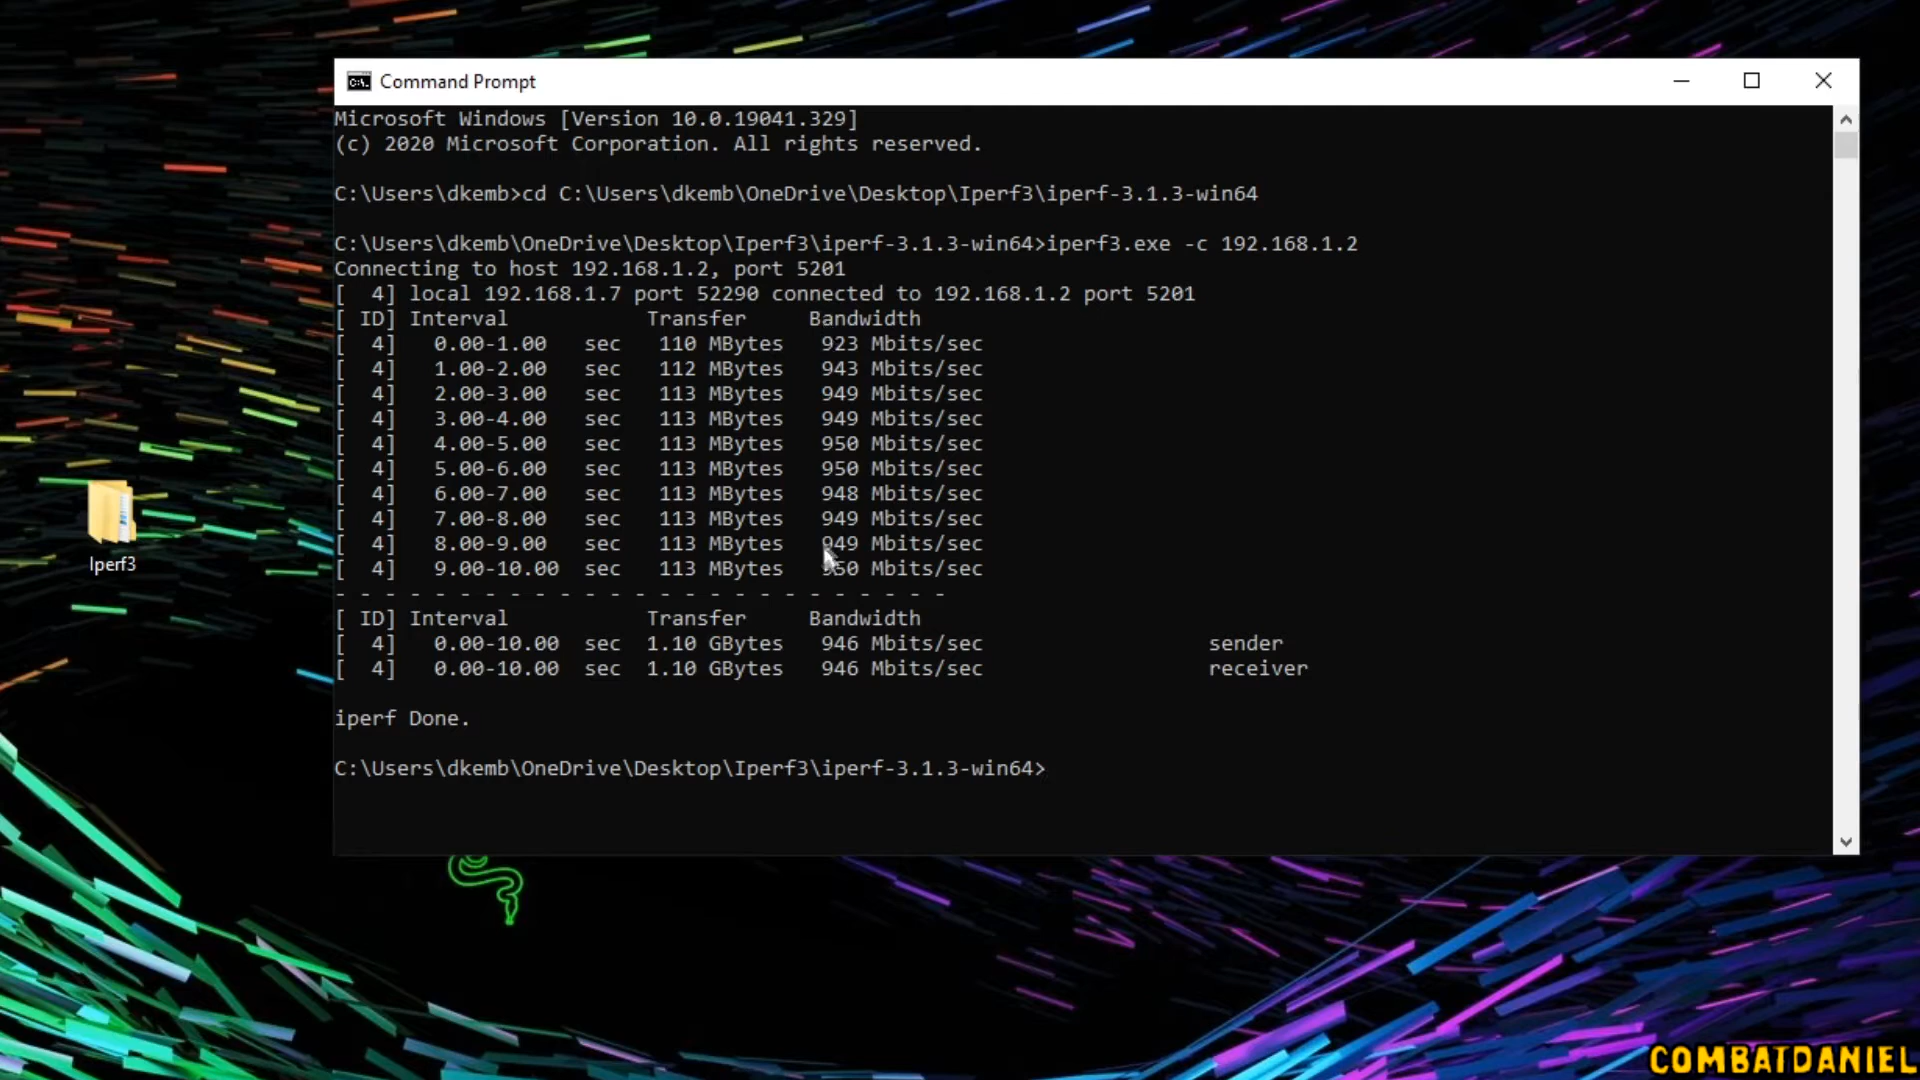 Command Prompt
Microsoft Windows [Version 10.0.19041.329]
(c) 2020 Microsoft Corporation. All rights reserved.
C:\Users\dkemb>cd C:\Users\dkemb\OneDrive\Desktop\Iperf3\iperf-3.1.3-win64
C:\Users\dkemb\OneDrive\Desktop\Iperf3\iperf-3.1.3-win64>iperf3.exe -c 192.168.1.2
Connecting to host 192.168.1.2, port 5201
[  4] local 192.168.1.7 port 52290 connected to 192.168.1.2 port 5201
[ ID] Interval           Transfer     Bandwidth
[  4]   0.00-1.00   sec   110 MBytes   923 Mbits/sec
[  4]   1.00-2.00   sec   112 MBytes   943 Mbits/sec
[  4]   2.00-3.00   sec   113 MBytes   949 Mbits/sec
[  4]   3.00-4.00   sec   113 MBytes   949 Mbits/sec
[  4]   4.00-5.00   sec   113 MBytes   950 Mbits/sec
[  4]   5.00-6.00   sec   113 MBytes   950 Mbits/sec
[  4]   6.00-7.00   sec   113 MBytes   948 Mbits/sec
[  4]   7.00-8.00   sec   113 MBytes   949 Mbits/sec
[  4]   8.00-9.00   sec   113 MBytes   949 Mbits/sec
[  4]   9.00-10.00  sec   113 MBytes   950 Mbits/sec
- - - - - - - - - - - - - - - - - - - - - - - - -
[ ID] Interval           Transfer     Bandwidth
[  4]   0.00-10.00  sec  1.10 GBytes   946 Mbits/sec                  sender
[  4]   0.00-10.00  sec  1.10 GBytes   946 Mbits/sec                  receiver
iperf Done.
C:\Users\dkemb\OneDrive\Desktop\Iperf3\iperf-3.1.3-win64>
Iperf3
COMBATDANIEL